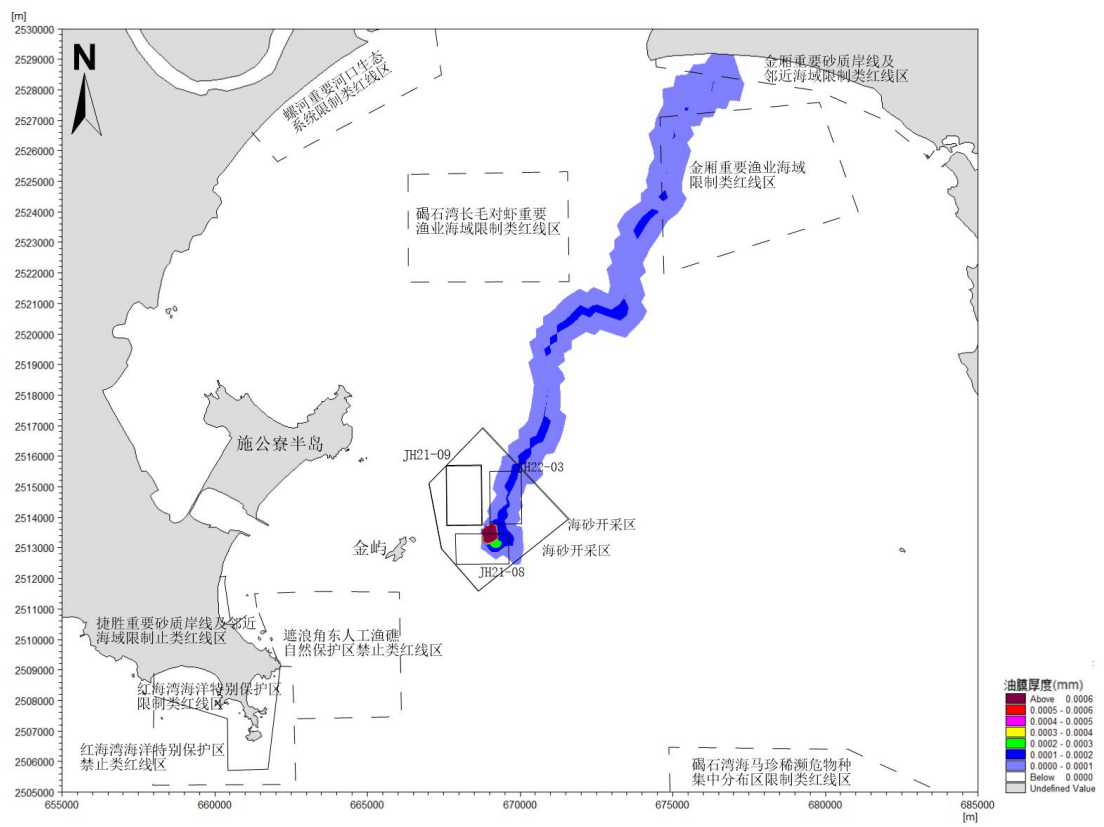 [m]
2530000
2529000
2528000
2527000
2526000
2525000
2524000
2523000
2522000
2521000
2520000
2519000
2518000
2517000
2516000
2515000
2514000
2513000
2512000
2511000
2510000
2509000
2508000
2507000
2506000
2505000
N
螺河重要河口生态
系统限制类红线区
金厢重要砂质岸线及
邻近海域限制类红线区
金厢重要渔业海域
限制类红线区
碣石湾长毛对虾重要
渔业海域限制类红线区
施公寮半岛
JH21-09
JH22-03
海砂开采区
金屿
海砂开采区
JH21-08
捷胜重要砂质岸线及邻近
海域限制止类红线区
遮浪角东人工渔礁
自然保护区禁止类红线区
红海湾海洋特别保护区
限制类红线区
红海湾海洋特别保护区
禁止类红线区
碣石湾海马珍稀濒危物种
集中分布区限制类红线区
655000
660000
665000
670000
675000
680000
685000
[m]
油膜厚度(mm)
Above 0.0006
0.0005 - 0.0006
0.0004 - 0.0005
0.0003 - 0.0004
0.0002 - 0.0003
0.0001 - 0.0002
0.0000 - 0.0001
Below 0.0000
Undefined Value